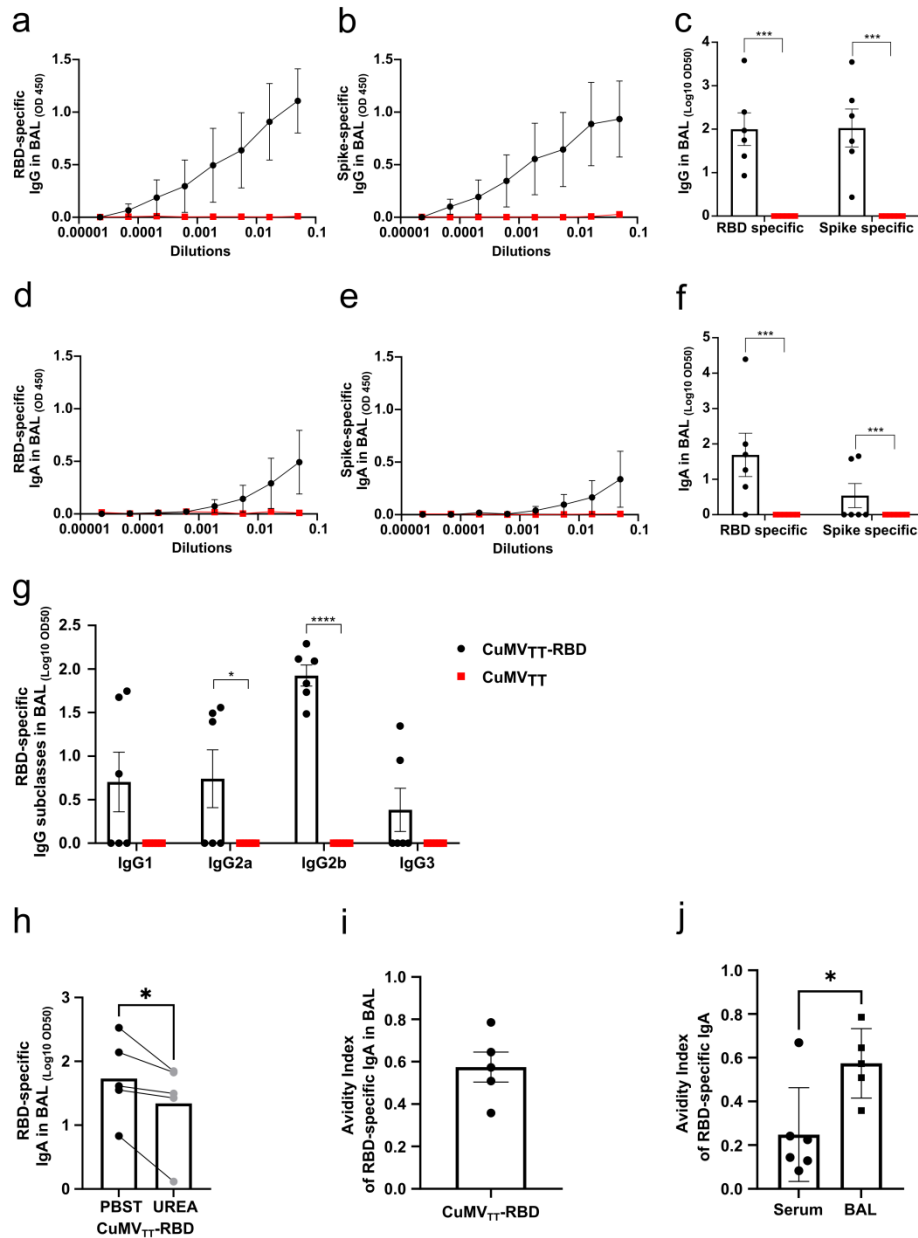 a
b
c
RBD-specific
IgG in BAL (OD 450)
1.5
1.0
0.5
0.0
0.00001 0.0001 0.001 0.01 0.1
Dilutions
Spike-specific
IgG in BAL (OD 450)
1.5
1.0
0.5
0.0
0.00001 0.0001 0.001 0.01 0.1
Dilutions
IgG in BAL (Log10 OD50)
4
3
2
1
0
***
***
RBD specific Spike specific
d
e
f
RBD-specific
IgA in BAL (OD 450)
1.5
1.0
0.5
0.0
0.00001 0.0001 0.001 0.01 0.1
Dilutions
Spike-specific
IgA in BAL (OD 450)
1.5
1.0
0.5
0.0
0.00001 0.0001 0.001 0.01 0.1
Dilutions
IgA in BAL (Log10 OD50)
5
4
3
2
1
0
***
***
RBD specific Spike specific
g
RBD-specific
IgG subclasses in BAL (Log10 OD50)
2.5
2.0
1.5
1.0
0.5
0.0
*
****
IgG1 IgG2a IgG2b IgG3
CuMVTT-RBD
CuMVTT
h
i
j
RBD-specific
IgA in BAL (Log10 OD50)
3
2
1
0
*
PBST UREA
CuMVTT-RBD
Avidity Index
of RBD-specific IgA in BAL
1.0
0.8
0.6
0.4
0.2
0.0
CuMVTT-RBD
Avidity Index
of RBD-specific IgA
1.0
0.8
0.6
0.4
0.2
0.0
*
Serum BAL